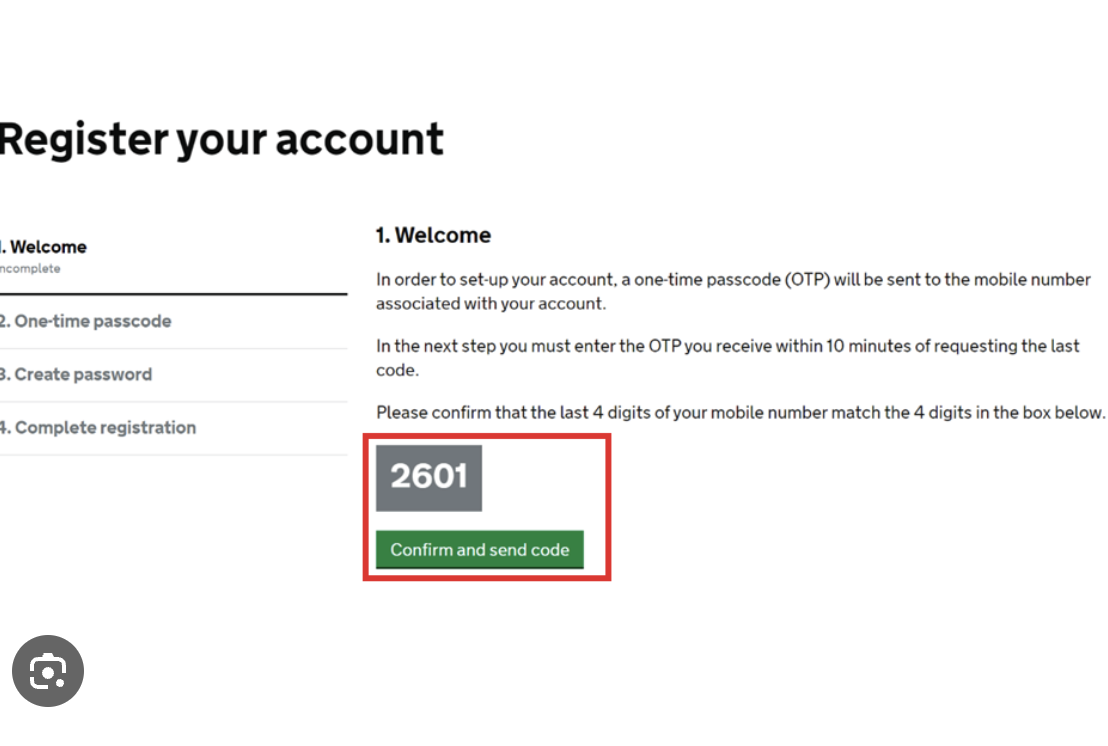 Register your account
1. Welcome
incomplete
2. One-time passcode
3. Create password
4. Complete registration
1. Welcome
In order to set-up your account, a one-time passcode (OTP) will be sent to the mobile number
associated with your account.
In the next step you must enter the OTP you receive within 10 minutes of requesting the last
code.
Please confirm that the last 4 digits of your mobile number match the 4 digits in the box below.
2601
Confirm and send code